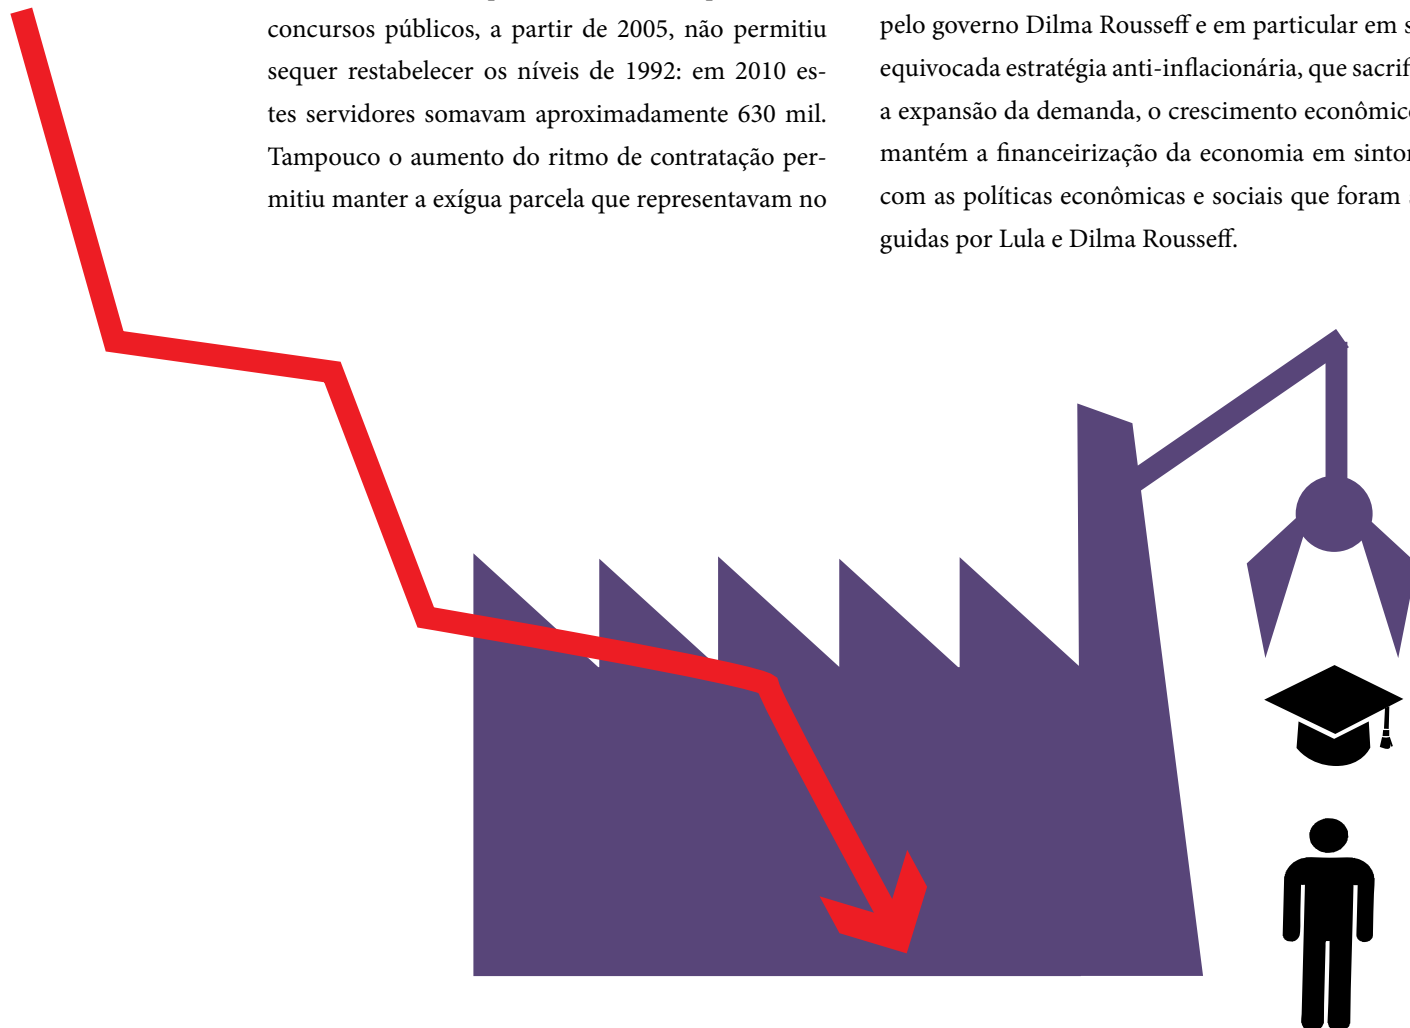 concursos públicos, a partir de 2005, não permitiu
sequer restabelecer os níveis de 1992: em 2010 es-
tes servidores somavam aproximadamente 630 mil.
Tampouco o aumento do ritmo de contratação per-
mitiu manter a exígua parcela que representavam no
pelo governo Dilma Rousseff e em particular em s
equivocada estratégia anti-inflacionária, que sacrif
a expansão da demanda, o crescimento econômic
mantém a financeirização da economia em sinton
com as políticas econômicas e sociais que foram
guidas por Lula e Dilma Rousseff.